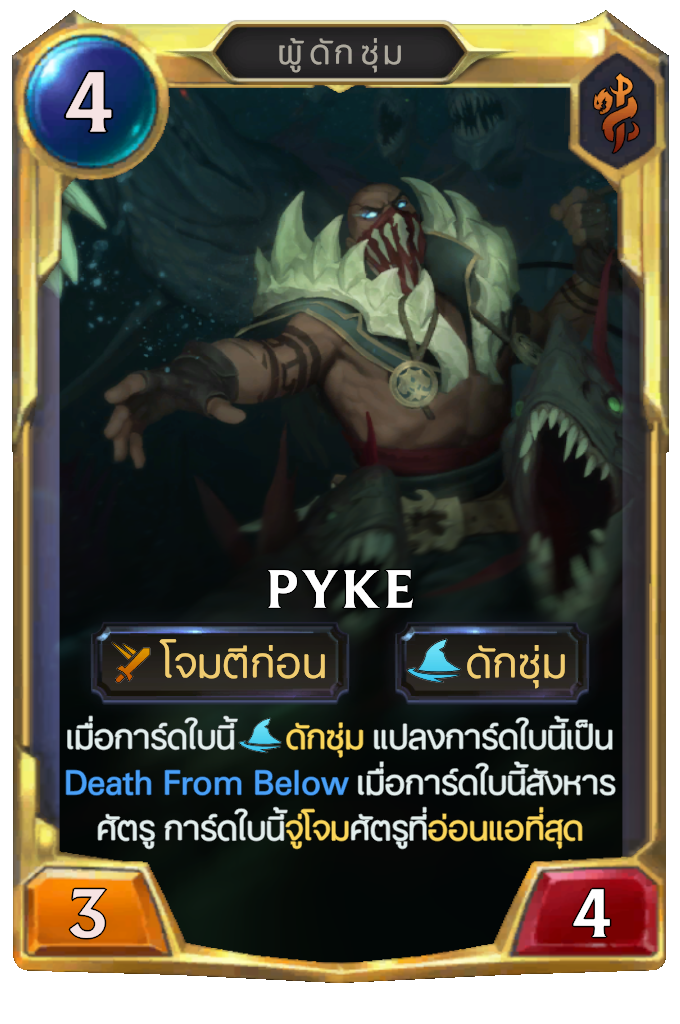 4
ผู้ดักซุ่ม
PYKE
โจมตีก่อน
ดักซุ่ม
เมื่อการ์ดใบนี้ ดักซุ่ม แปลงการ์ดใบนี้เป็น
Death From Below เมื่อการ์ดใบนี้สังหาร
ศัตรู การ์ดใบนี้จู่โจมศัตรูที่อ่อนแอที่สุด
3
4